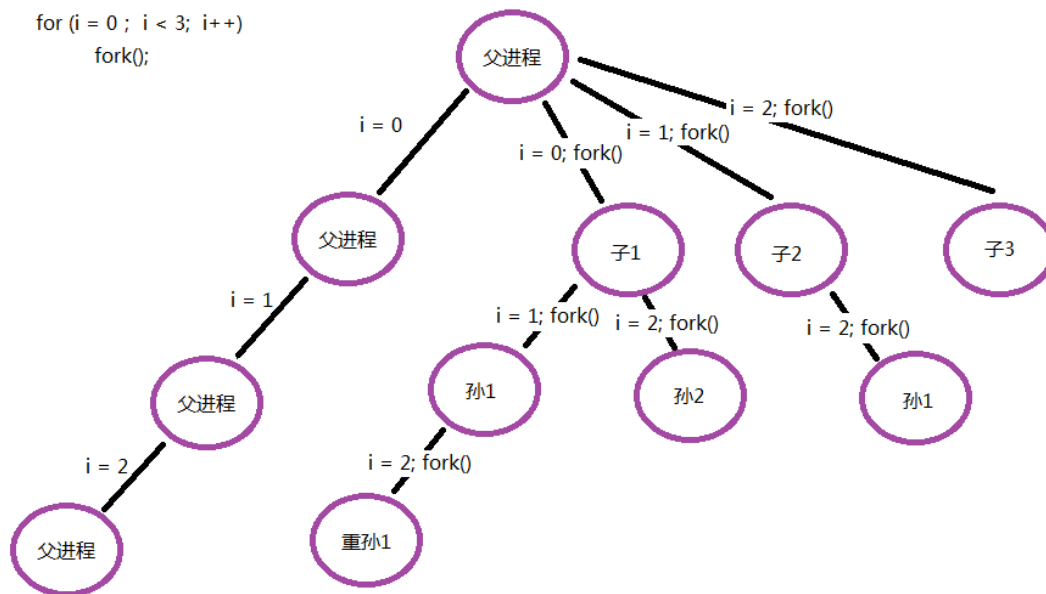 for (i = 0 ; i < 3; i++)
fork();
父进程
i = 0
i = 0; fork()
i = 1; fork()
i = 2; fork()
父进程
子1
子2
子3
i = 1
i = 1; fork()
i = 2; fork()
i = 2; fork()
父进程
孙1
孙2
孙1
i = 2
i = 2; fork()
父进程
重孙1